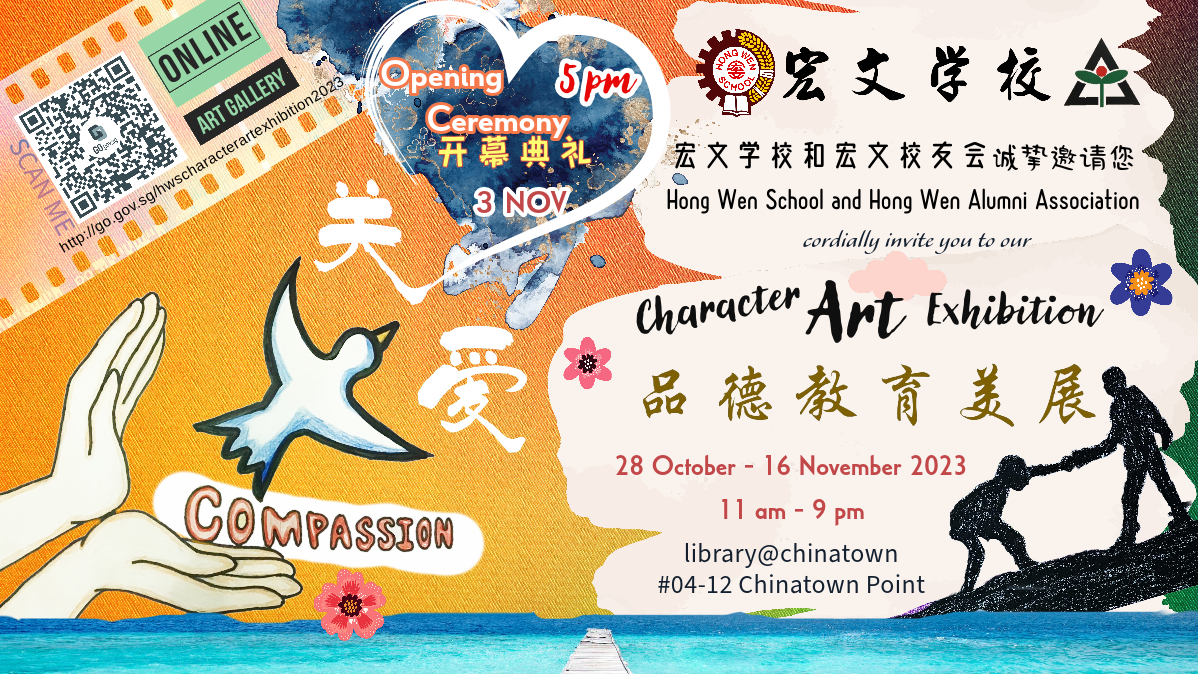 ONLINE
ART GALLERY
SCAN ME
http://go.gov.sg/hwscharacterartexhibition2023
Opening
Ceremony
5pm
开幕典礼
3 NOV
关
爱
COMPASSION
HONG WEN
SCHOOL
宏文学校
宏文学校和宏文校友会诚挚邀请您
Hong Wen School and Hong Wen Alumni Association
cordially invite you to our
Character Art Exhibition
品德教育美展
28 October - 16 November 2023
11 am - 9 pm
library@chinatown
#04-12 Chinatown Point